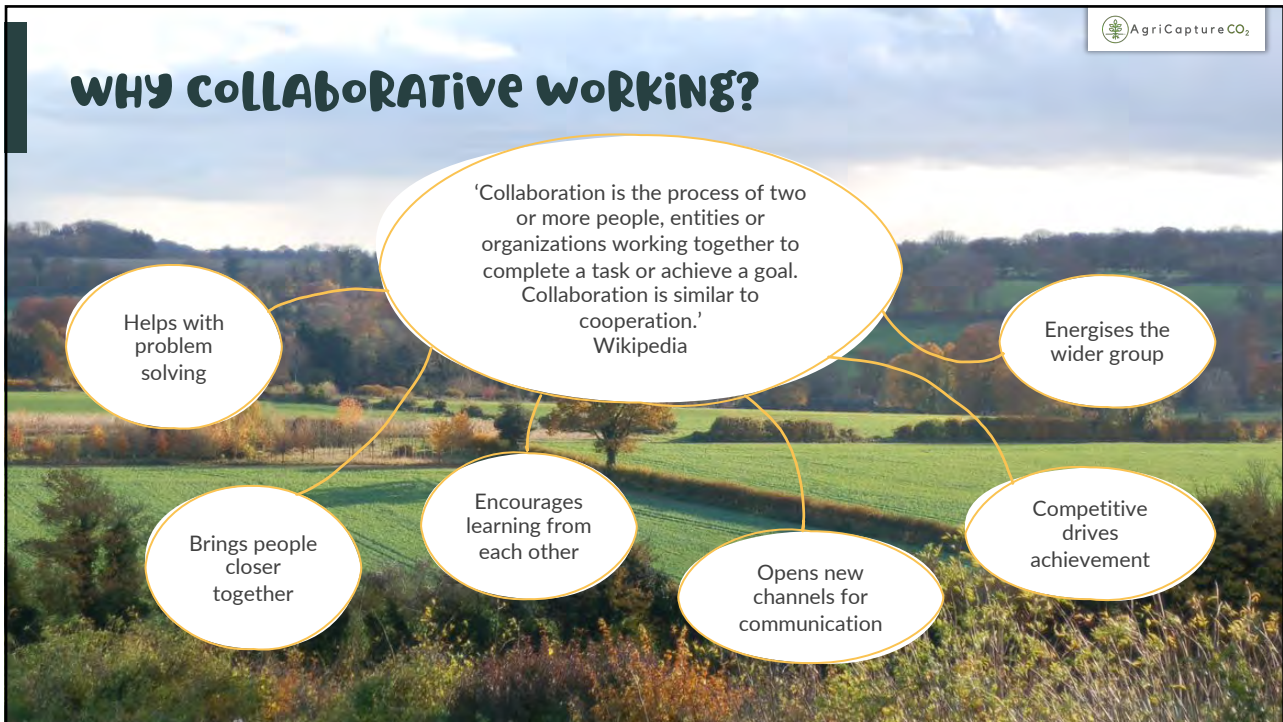 AgriCaptureCO₂
WHY COLLABORATIVE WORKING?
‘Collaboration is the process of two
or more people, entities or
organizations working together to
complete a task or achieve a goal.
Collaboration is similar to
cooperation.’
Wikipedia
Helps with
problem
solving
Energises the
wider group
Brings people
closer
together
Encourages
learning from
each other
Opens new
channels for
communication
Competitive
drives
achievement